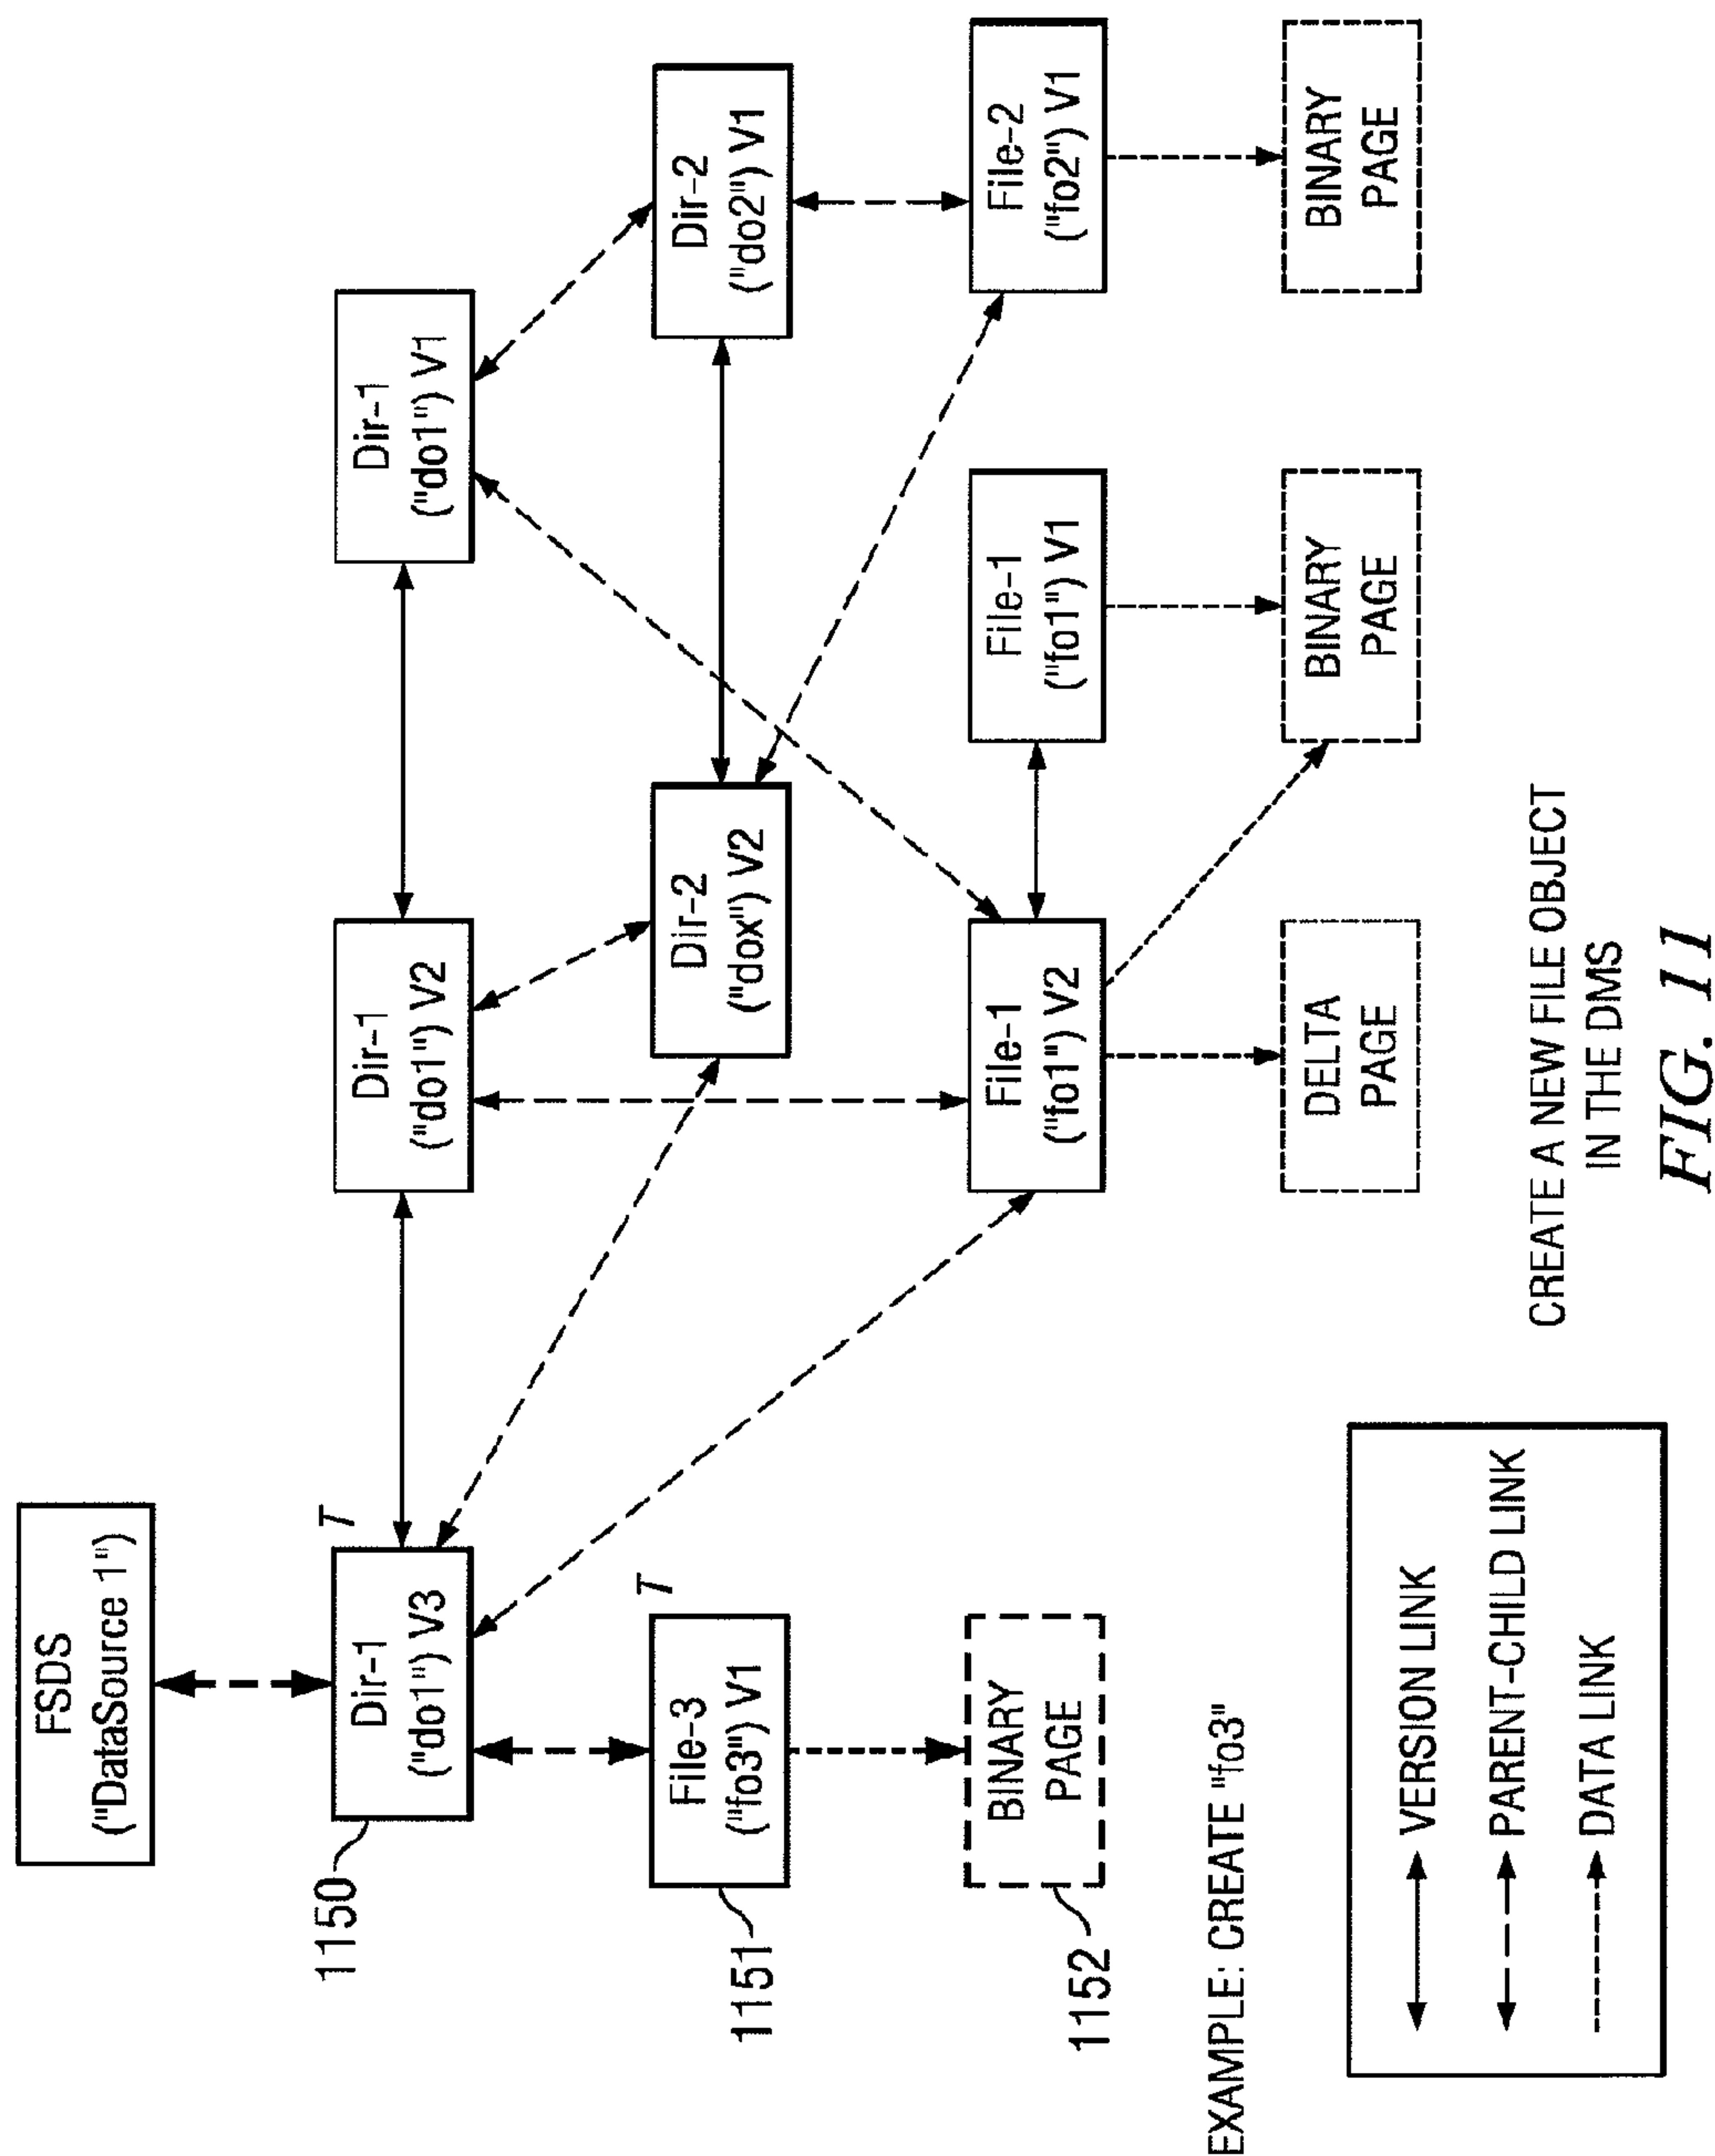 FSDS
("DataSource 1")
T
Dir-1
("do1") V3
1150
Dir-1
("do1") V2
Dir-1
("do1") V1
T
File-3
("fo3") V1
1151
Dir-2
("dox") V2
Dir-2
("do2") V1
BINARY
PAGE
1152
File-1
("fo1") V2
File-1
("fo1") V1
File-2
("fo2") V1
DELTA
PAGE
BINARY
PAGE
BINARY
PAGE
EXAMPLE: CREATE "fo3"
VERSION LINK
PARENT-CHILD LINK
DATA LINK
CREATE A NEW FILE OBJECT
IN THE DMS
FIG. 11